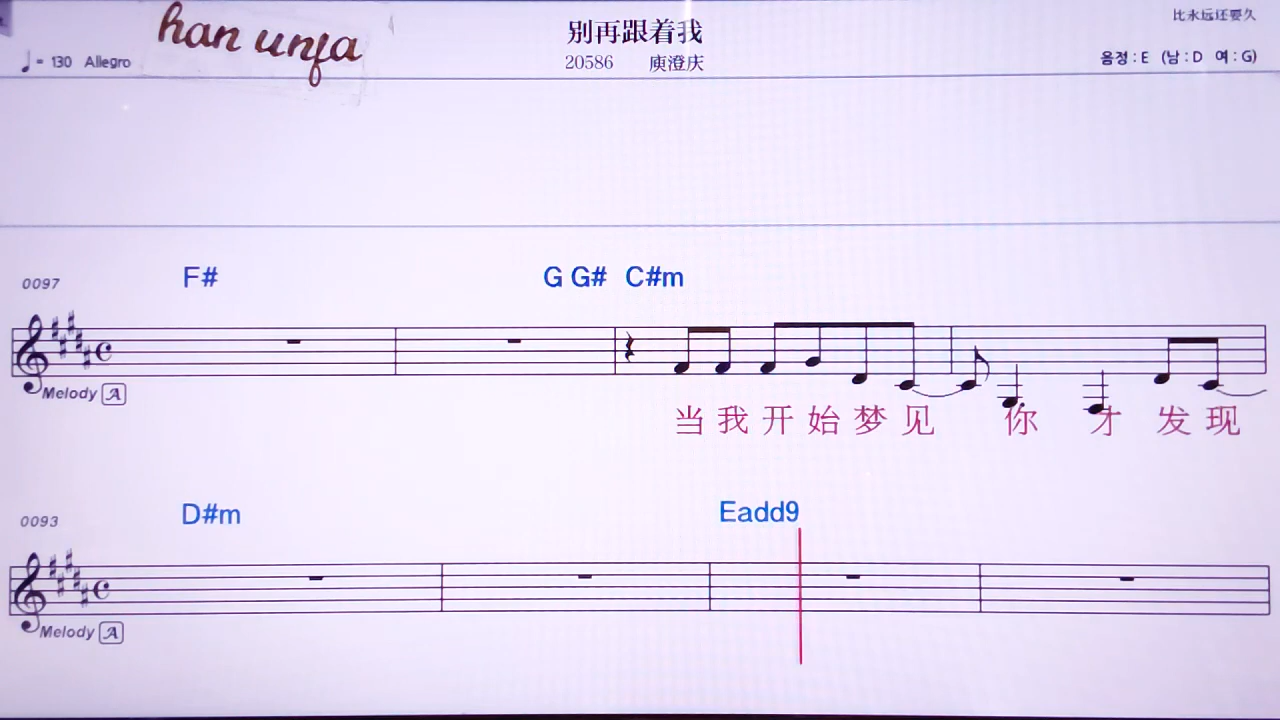 han unfa
别再跟着我
比永远还要久
♩= 130 Allegro
20586 庾澄庆
음정 : E (남 : D 여 : G)
0097
F# G G# C#m
Melody A
当我开始梦见 你 才 发现
0093
D#m Eadd9
Melody A